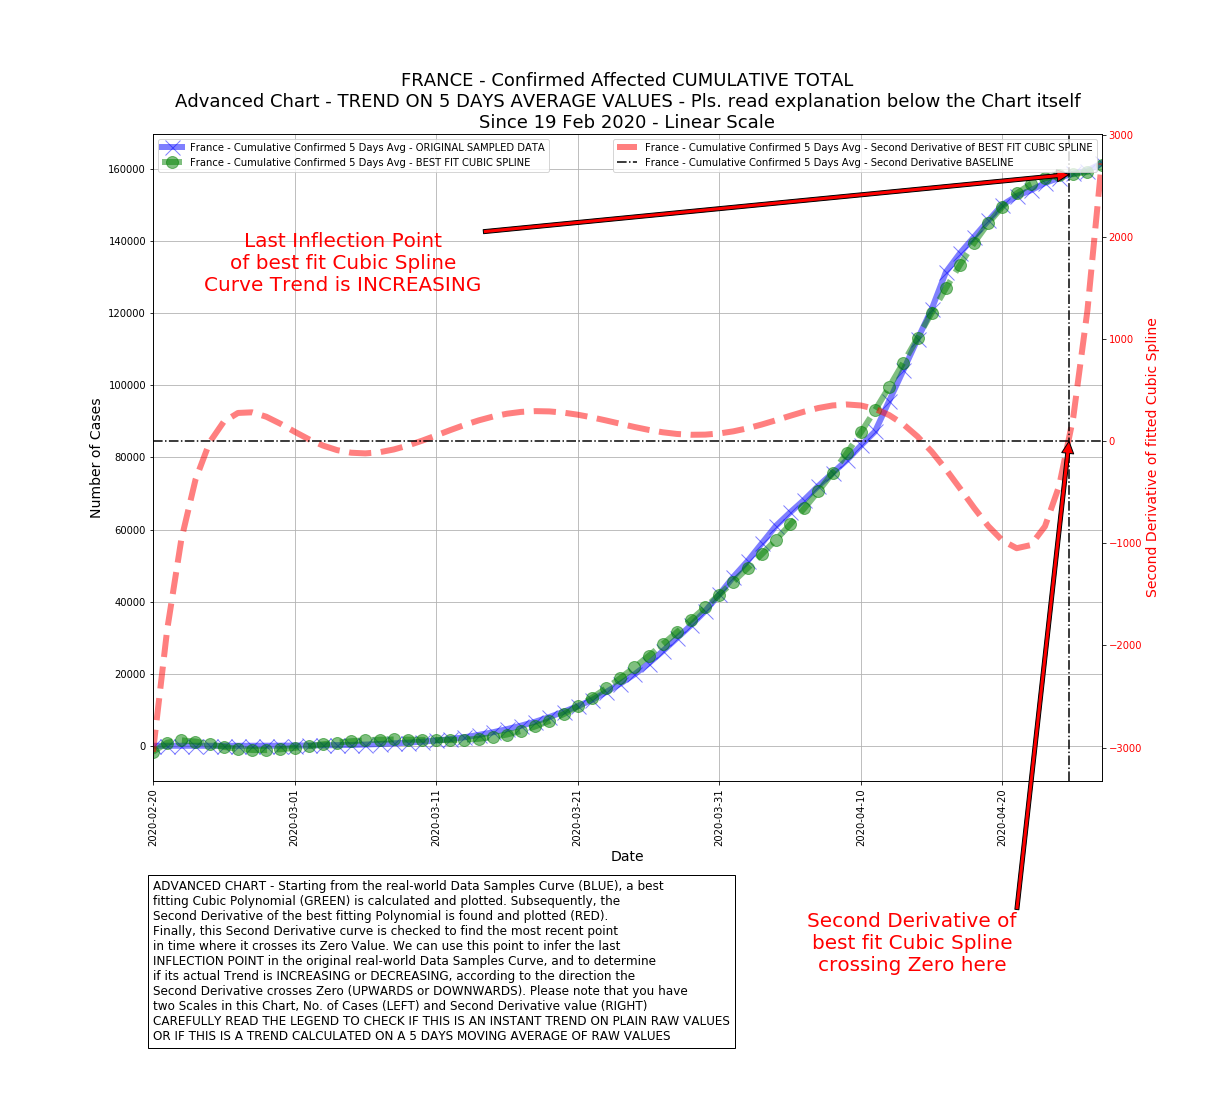 FRANCE - Confirmed Affected CUMULATIVE TOTAL
Advanced Chart - TREND ON 5 DAYS AVERAGE VALUES - Pls. read explanation below the Chart itself
Since 19 Feb 2020 - Linear Scale
France - Cumulative Confirmed 5 Days Avg - ORIGINAL SAMPLED DATA
France - Cumulative Confirmed 5 Days Avg - BEST FIT CUBIC SPLINE
France - Cumulative Confirmed 5 Days Avg - Second Derivative of BEST FIT CUBIC SPLINE
France - Cumulative Confirmed 5 Days Avg - Second Derivative BASELINE
Last Inflection Point
of best fit Cubic Spline
Curve Trend is INCREASING
Number of Cases
160000
140000
120000
100000
80000
60000
40000
20000
0
3000
2000
1000
0
−1000
−2000
−3000
Second Derivative of fitted Cubic Spline
2020-02-20
2020-03-01
2020-03-11
2020-03-21
2020-03-31
2020-04-10
2020-04-20
Date
Second Derivative of
best fit Cubic Spline
crossing Zero here
ADVANCED CHART - Starting from the real-world Data Samples Curve (BLUE), a best
fitting Cubic Polynomial (GREEN) is calculated and plotted. Subsequently, the
Second Derivative of the best fitting Polynomial is found and plotted (RED).
Finally, this Second Derivative curve is checked to find the most recent point
in time where it crosses its Zero Value. We can use this point to infer the last
INFLECTION POINT in the original real-world Data Samples Curve, and to determine
if its actual Trend is INCREASING or DECREASING, according to the direction the
Second Derivative crosses Zero (UPWARDS or DOWNWARDS). Please note that you have
two Scales in this Chart, No. of Cases (LEFT) and Second Derivative value (RIGHT)
CAREFULLY READ THE LEGEND TO CHECK IF THIS IS AN INSTANT TREND ON PLAIN RAW VALUES
OR IF THIS IS A TREND CALCULATED ON A 5 DAYS MOVING AVERAGE OF RAW VALUES